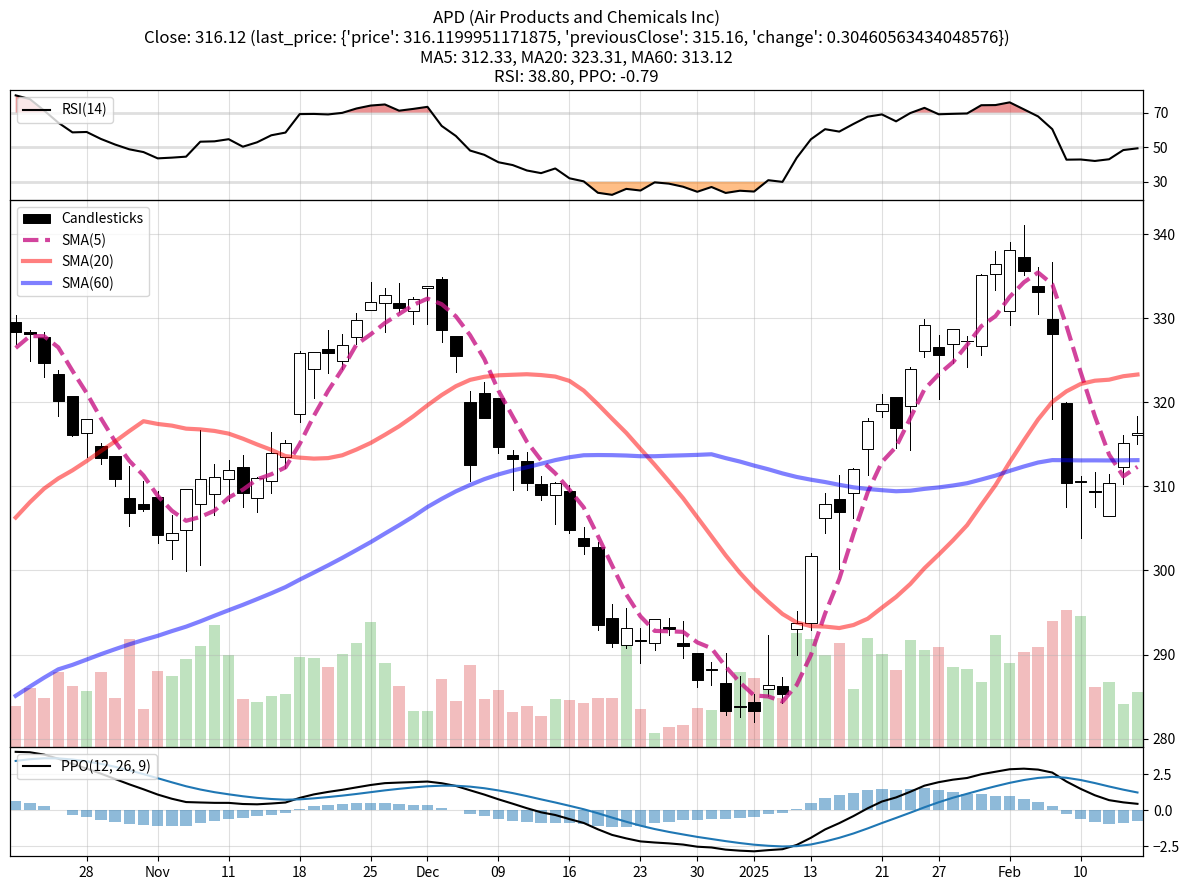 APD (Air Products and Chemicals Inc)
Close: 316.12 (last_price: {'price': 316.1199951171875, 'previousClose': 315.16, 'change': 0.30460563434048576})
MA5: 312.33, MA20: 323.31, MA60: 313.12
RSI: 38.80, PPO: -0.79
RSI(14)
70
50
30
Candlesticks
SMA(5)
SMA(20)
SMA(60)
340
330
320
310
300
290
280
PPO(12, 26, 9)
2.5
0.0
−2.5
28 Nov 11 18 25 Dec 09 16 23 30 2025 13 21 27 Feb 10